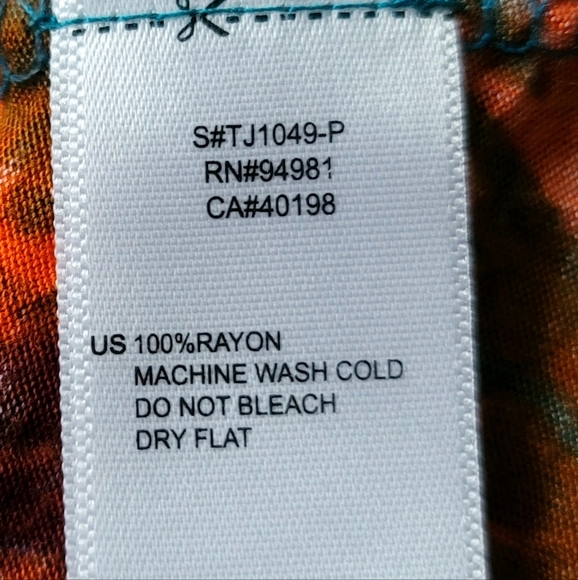 S#TJ1049-P
RN#94981
CA#40198
US 100%RAYON
MACHINE WASH COLD
DO NOT BLEACH
DRY FLAT